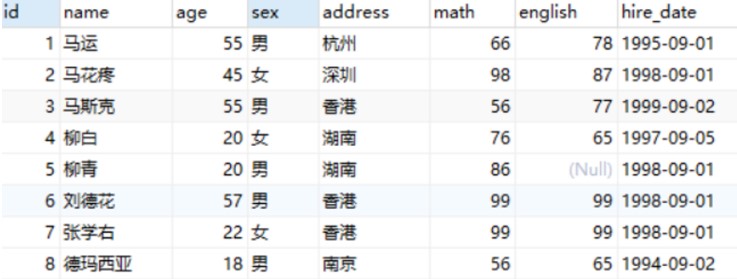 id name age sex address math english hire_date
1 马运 55 男 杭州 66 78 1995-09-01
2 马花疼 45 女 深圳 98 87 1998-09-01
3 马斯克 55 男 香港 56 77 1999-09-02
4 柳白 20 女 湖南 76 65 1997-09-05
5 柳青 20 男 湖南 86 (Null) 1998-09-01
6 刘德花 57 男 香港 99 99 1998-09-01
7 张学右 22 女 香港 99 99 1998-09-01
8 德玛西亚 18 男 南京 56 65 1994-09-02